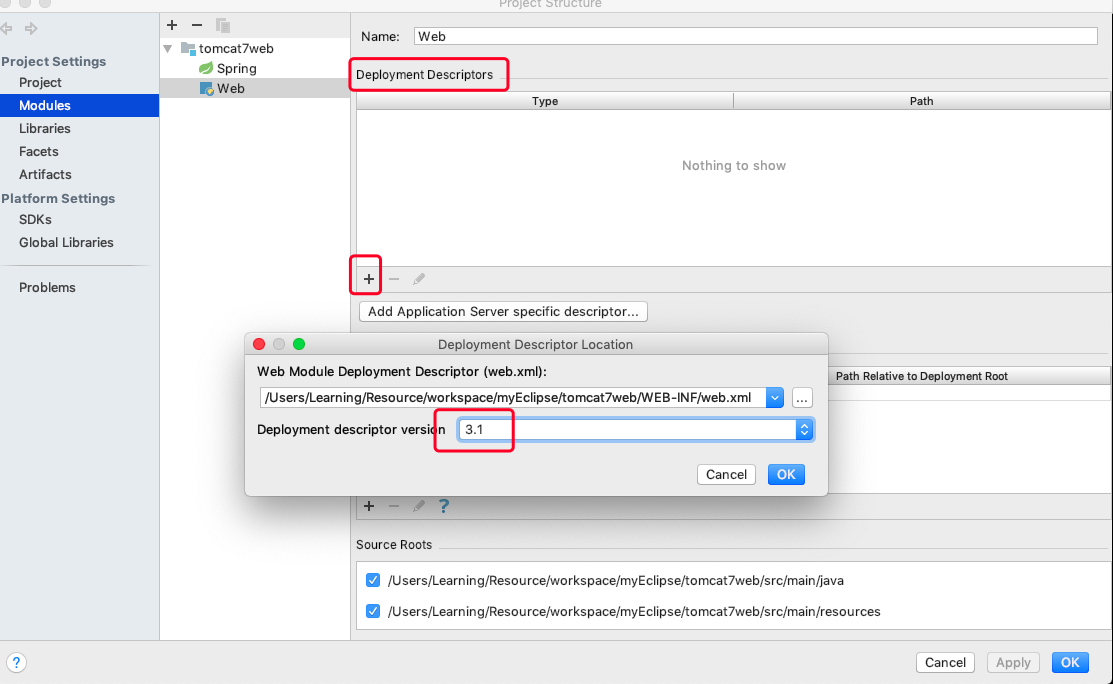 Project Structure
Project Settings
Project
Modules
Libraries
Facets
Artifacts
Platform Settings
SDKs
Global Libraries
Problems
tomcat7web
Spring
Web
Name: Web
Deployment Descriptors
Type Path
Nothing to show
Add Application Server specific descriptor...
Deployment Descriptor Location
Web Module Deployment Descriptor (web.xml):
/Users/Learning/Resource/workspace/myEclipse/tomcat7web/WEB-INF/web.xml ...
Deployment descriptor version 3.1
Cancel OK
Path Relative to Deployment Root
Source Roots
/Users/Learning/Resource/workspace/myEclipse/tomcat7web/src/main/java
/Users/Learning/Resource/workspace/myEclipse/tomcat7web/src/main/resources
? Cancel Apply OK